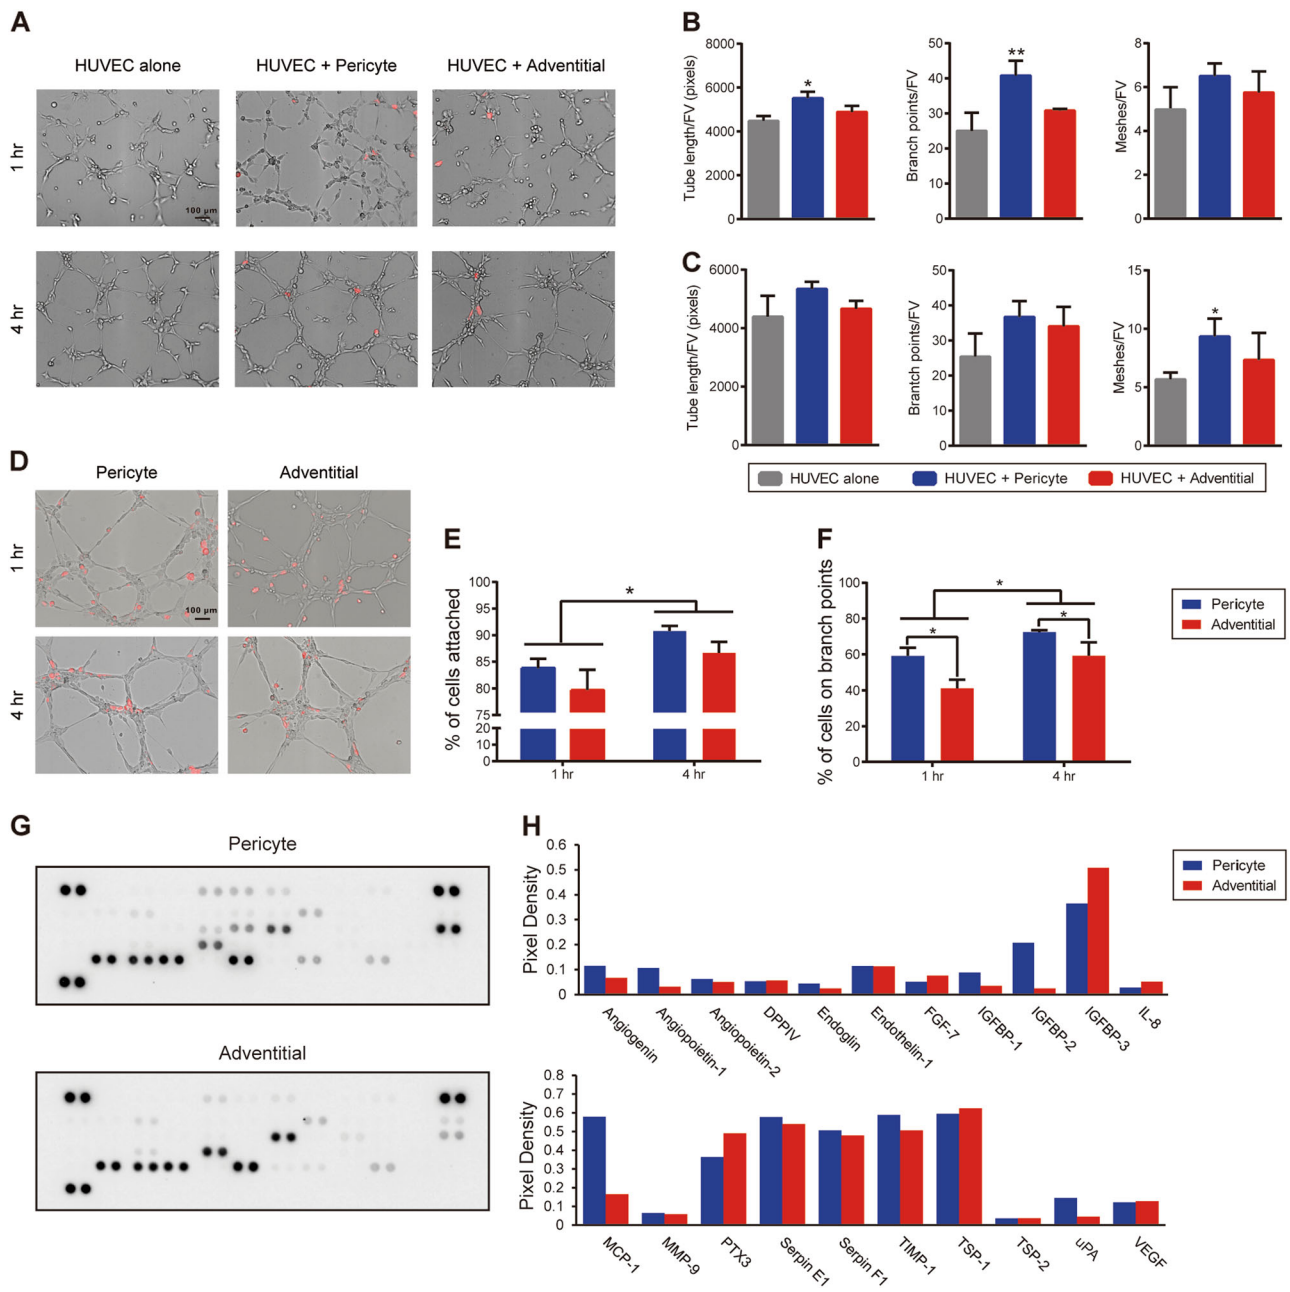 A
HUVEC alone
HUVEC + Pericyte
HUVEC + Adventitial
1 hr
100 µm
4 hr
B
Tube length/FV (pixels)
8000
6000
4000
2000
0
*
Branch points/FV
50
40
30
20
10
0
**
Meshes/FV
8
6
4
2
0
C
Tube length/FV (pixels)
6000
4000
2000
0
Brantch points/FV
50
40
30
20
10
0
Meshes/FV
15
10
5
0
*
HUVEC alone
HUVEC + Pericyte
HUVEC + Adventitial
D
Pericyte
Adventitial
1 hr
100 µm
4 hr
E
% of cells attached
100
95
90
85
80
75
20
10
0
*
1 hr
4 hr
F
% of cells on branch points
100
80
60
40
20
0
*
*
*
1 hr
4 hr
Pericyte
Adventitial
G
Pericyte
Adventitial
H
Pixel Density
0.6
0.5
0.4
0.3
0.2
0.1
0
Angiogenin
Angiopoietin-1
Angiopoietin-2
DPPIV
Endoglin
Endothelin-1
FGF-7
IGFBP-1
IGFBP-2
IGFBP-3
IL-8
Pericyte
Adventitial
Pixel Density
0.8
0.7
0.6
0.5
0.4
0.3
0.2
0.1
0
MCP-1
MMP-9
PTX3
Serpin E1
Serpin F1
TIMP-1
TSP-1
TSP-2
uPA
VEGF